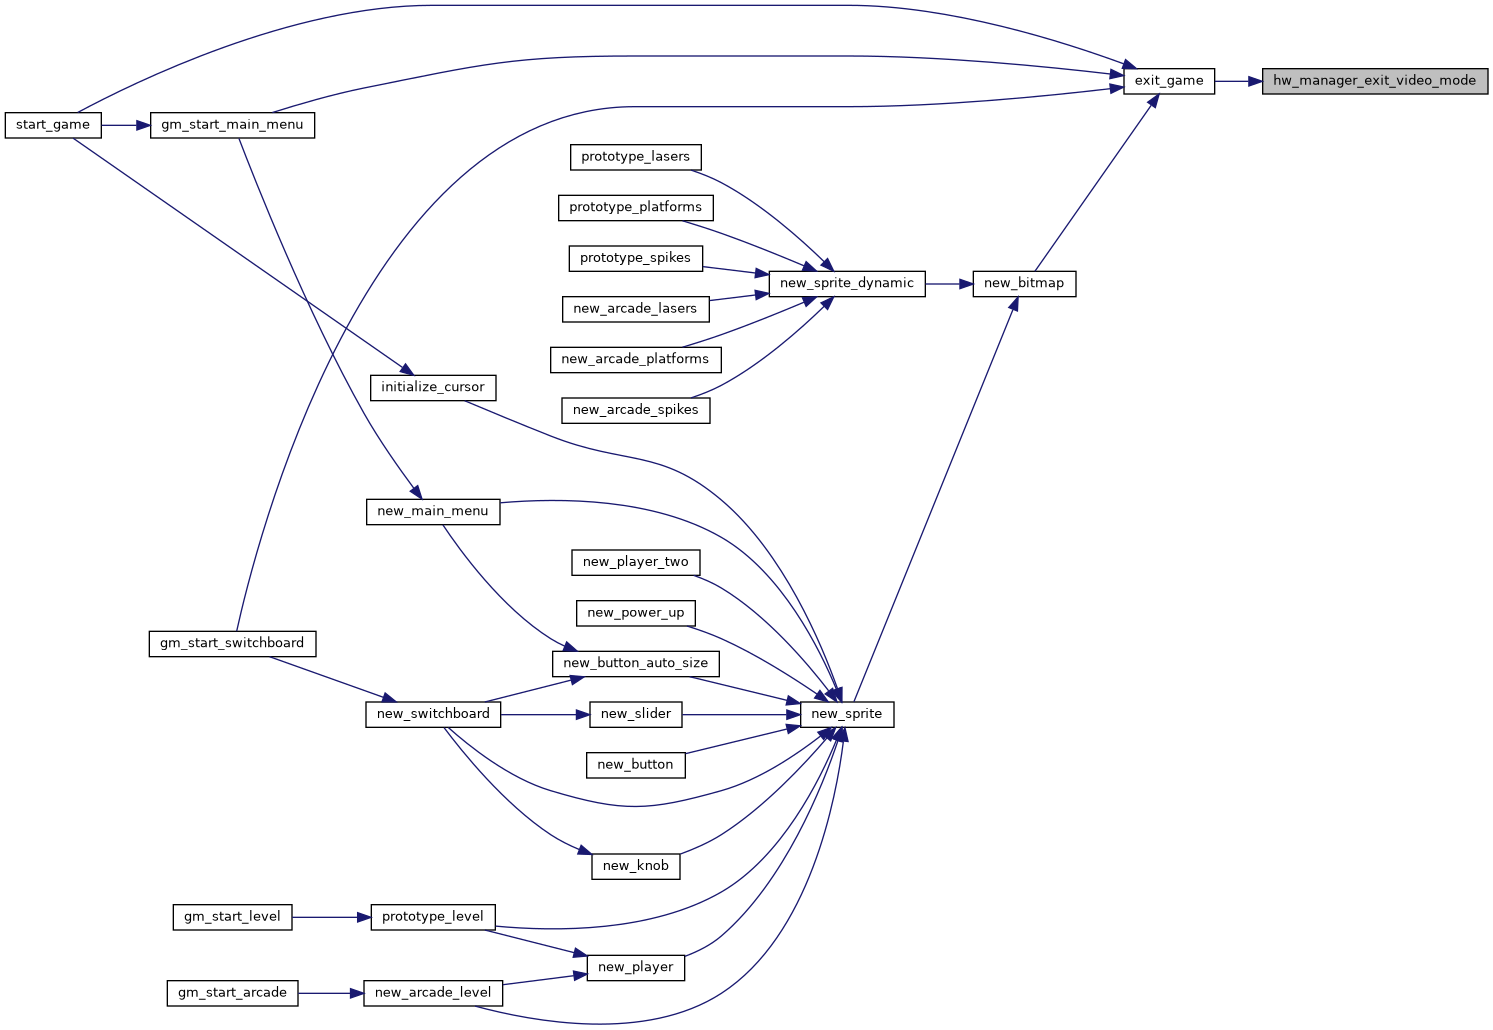 exit_game
hw_manager_exit_video_mode
start_game
gm_start_main_menu
prototype_lasers
prototype_platforms
prototype_spikes
new_sprite_dynamic
new_bitmap
new_arcade_lasers
new_arcade_platforms
initialize_cursor
new_arcade_spikes
new_main_menu
new_player_two
new_power_up
gm_start_switchboard
new_button_auto_size
new_switchboard
new_slider
new_sprite
new_button
new_knob
gm_start_level
prototype_level
new_player
gm_start_arcade
new_arcade_level